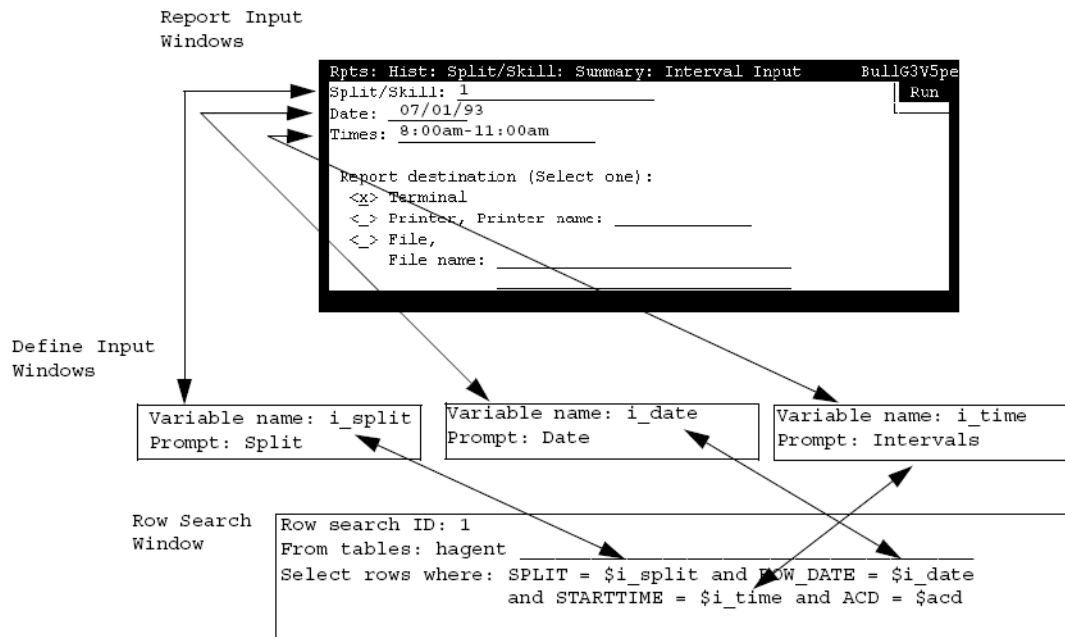 Report Input
Windows
Rpts: Hist: Split/Skill: Summary: Interval Input BullG3V5pe
Split/Skill: 1
Run
Date: 07/01/93
Times: 8:00am-11:00am
Report destination (Select one):
<x> Terminal
<_> Printer, Printer name:
<_> File,
File name:
Define Input
Windows
Variable name: i_split
Prompt: Split
Variable name: i_date
Prompt: Date
Variable name: i_time
Prompt: Intervals
Row Search
Window
Row search ID: 1
From tables: hagent
Select rows where: SPLIT = $i_split and ROW_DATE = $i_date
and STARTTIME = $i_time and ACD = $acd